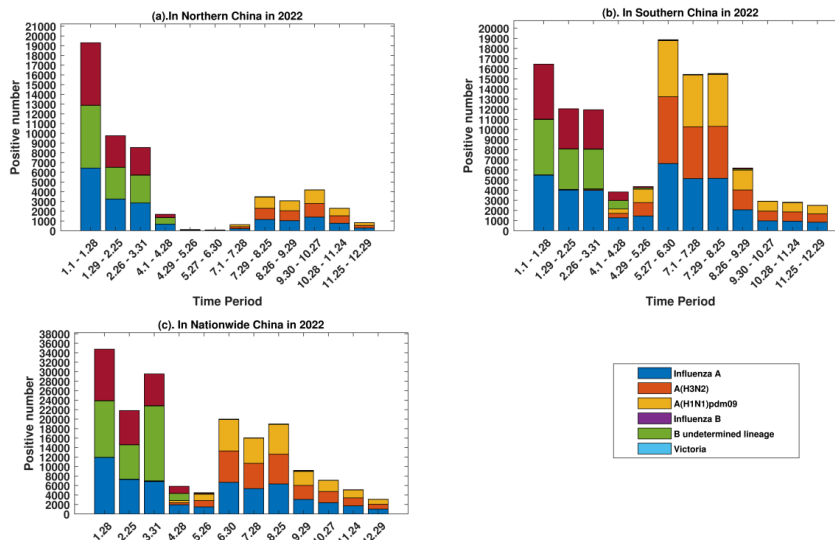 (a).In Northern China in 2022
21000
20000
19000
18000
17000
16000
15000
14000
13000
12000
11000
10000
9000
8000
7000
6000
5000
4000
3000
2000
1000
0
Positive number
1.1 - 1.28
1.29 - 2.25
2.26 - 3.31
4.1 - 4.28
4.29 - 5.26
5.27 - 6.30
7.1 - 7.28
7.29 - 8.25
8.26 - 9.29
9.30 - 10.27
10.28 - 11.24
11.25 - 12.29
Time Period
(b). In Southern China in 2022
20000
19000
18000
17000
16000
15000
14000
13000
12000
11000
10000
9000
8000
7000
6000
5000
4000
3000
2000
1000
0
Positive number
1.1 - 1.28
1.29 - 2.25
2.26 - 3.31
4.1 - 4.28
4.29 - 5.26
5.27 - 6.30
7.1 - 7.28
7.29 - 8.25
8.26 - 9.29
9.30 - 10.27
10.28 - 11.24
11.25 - 12.29
Time Period
(c). In Nationwide China in 2022
38000
36000
34000
32000
30000
28000
26000
24000
22000
20000
18000
16000
14000
12000
10000
8000
6000
4000
2000
0
Positive number
1.28
2.25
3.31
4.28
5.26
6.30
7.28
8.25
9.29
10.27
11.24
12.29
Influenza A
A(H3N2)
A(H1N1)pdm09
Influenza B
B undetermined lineage
Victoria